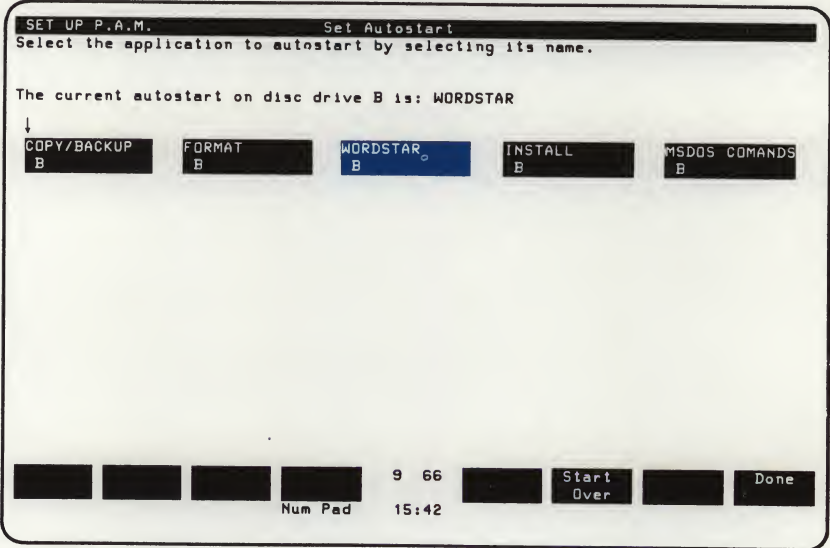 SET UP P.A.M. Set Autostart
Select the application to autostart by selecting its name.
The current autostart on disc drive B is: WORDSTAR
COPY/BACKUP FORMAT WORDSTAR INSTALL MSDOS COMANDS
B B B B B
9 66 Start Done
Over
Num Pad 15:42